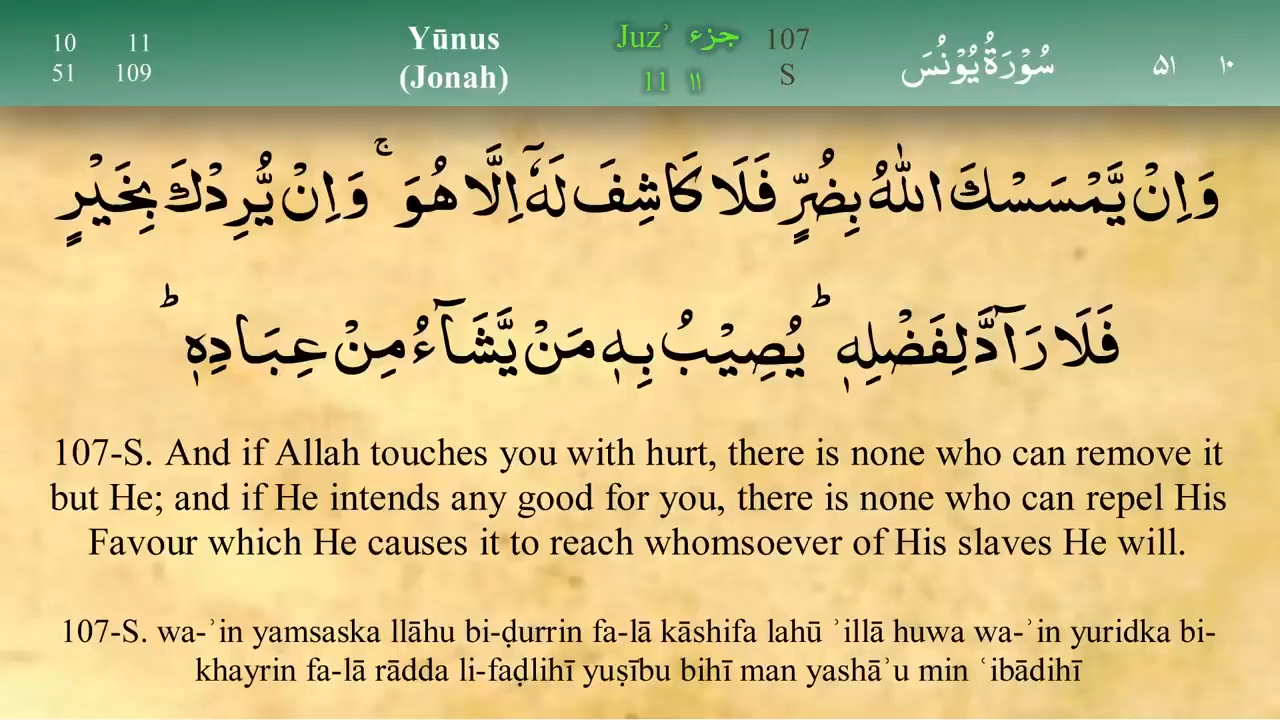 10 11
51 109
Yūnus
(Jonah)
Juzʾ جزء
11 ١١
107
S
سُوْرَةُ يُوْنُسَ
٥١ ١٠
وَاِنْ يَّمْسَسْكَ اللّٰهُ بِضُرٍّ فَلَا كَاشِفَ لَهٗٓ اِلَّا هُوَ ۚ وَاِنْ يُّرِدْكَ بِخَيْرٍ
فَلَا رَآدَّ لِفَضْلِهٖ ؕ يُصِيْبُ بِهٖ مَنْ يَّشَآءُ مِنْ عِبَادِهٖ ؕ
107-S. And if Allah touches you with hurt, there is none who can remove it
but He; and if He intends any good for you, there is none who can repel His
Favour which He causes it to reach whomsoever of His slaves He will.
107-S. wa-ʾin yamsaska llāhu bi-ḍurrin fa-lā kāshifa lahū ʾillā huwa wa-ʾin yuridka bi-
khayrin fa-lā rādda li-faḍlihī yuṣību bihī man yashāʾu min ʿibādihī